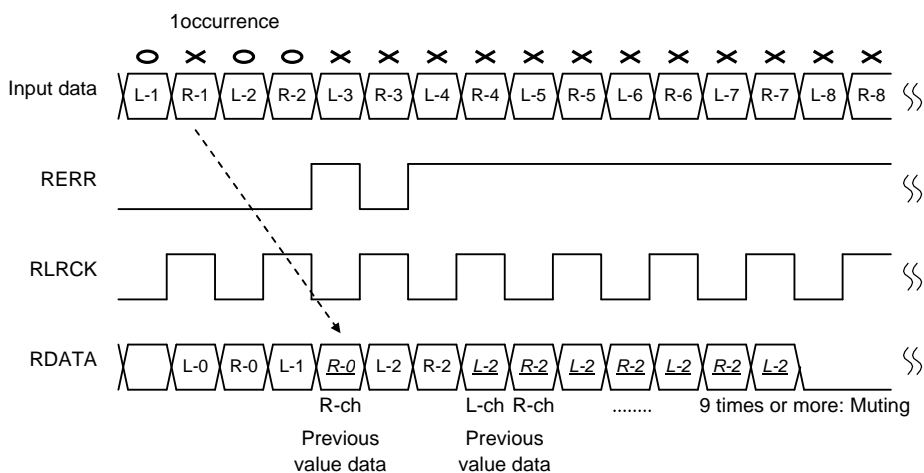 1occurrence
O X O O X X X X X X X X X X X X
Input data L-1 R-1 L-2 R-2 L-3 R-3 L-4 R-4 L-5 R-5 L-6 R-6 L-7 R-7 L-8 R-8
RERR
RLRCK
RDATA L-0 R-0 L-1 R-0 L-2 R-2 L-2 R-2 L-2 R-2 L-2 R-2 L-2
R-ch L-ch R-ch ........ 9 times or more: Muting
Previous Previous
value data value data